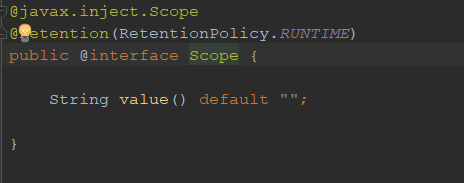 @javax.inject.Scope
@Retention(RetentionPolicy.RUNTIME)
public @interface Scope {
String value() default "";
}